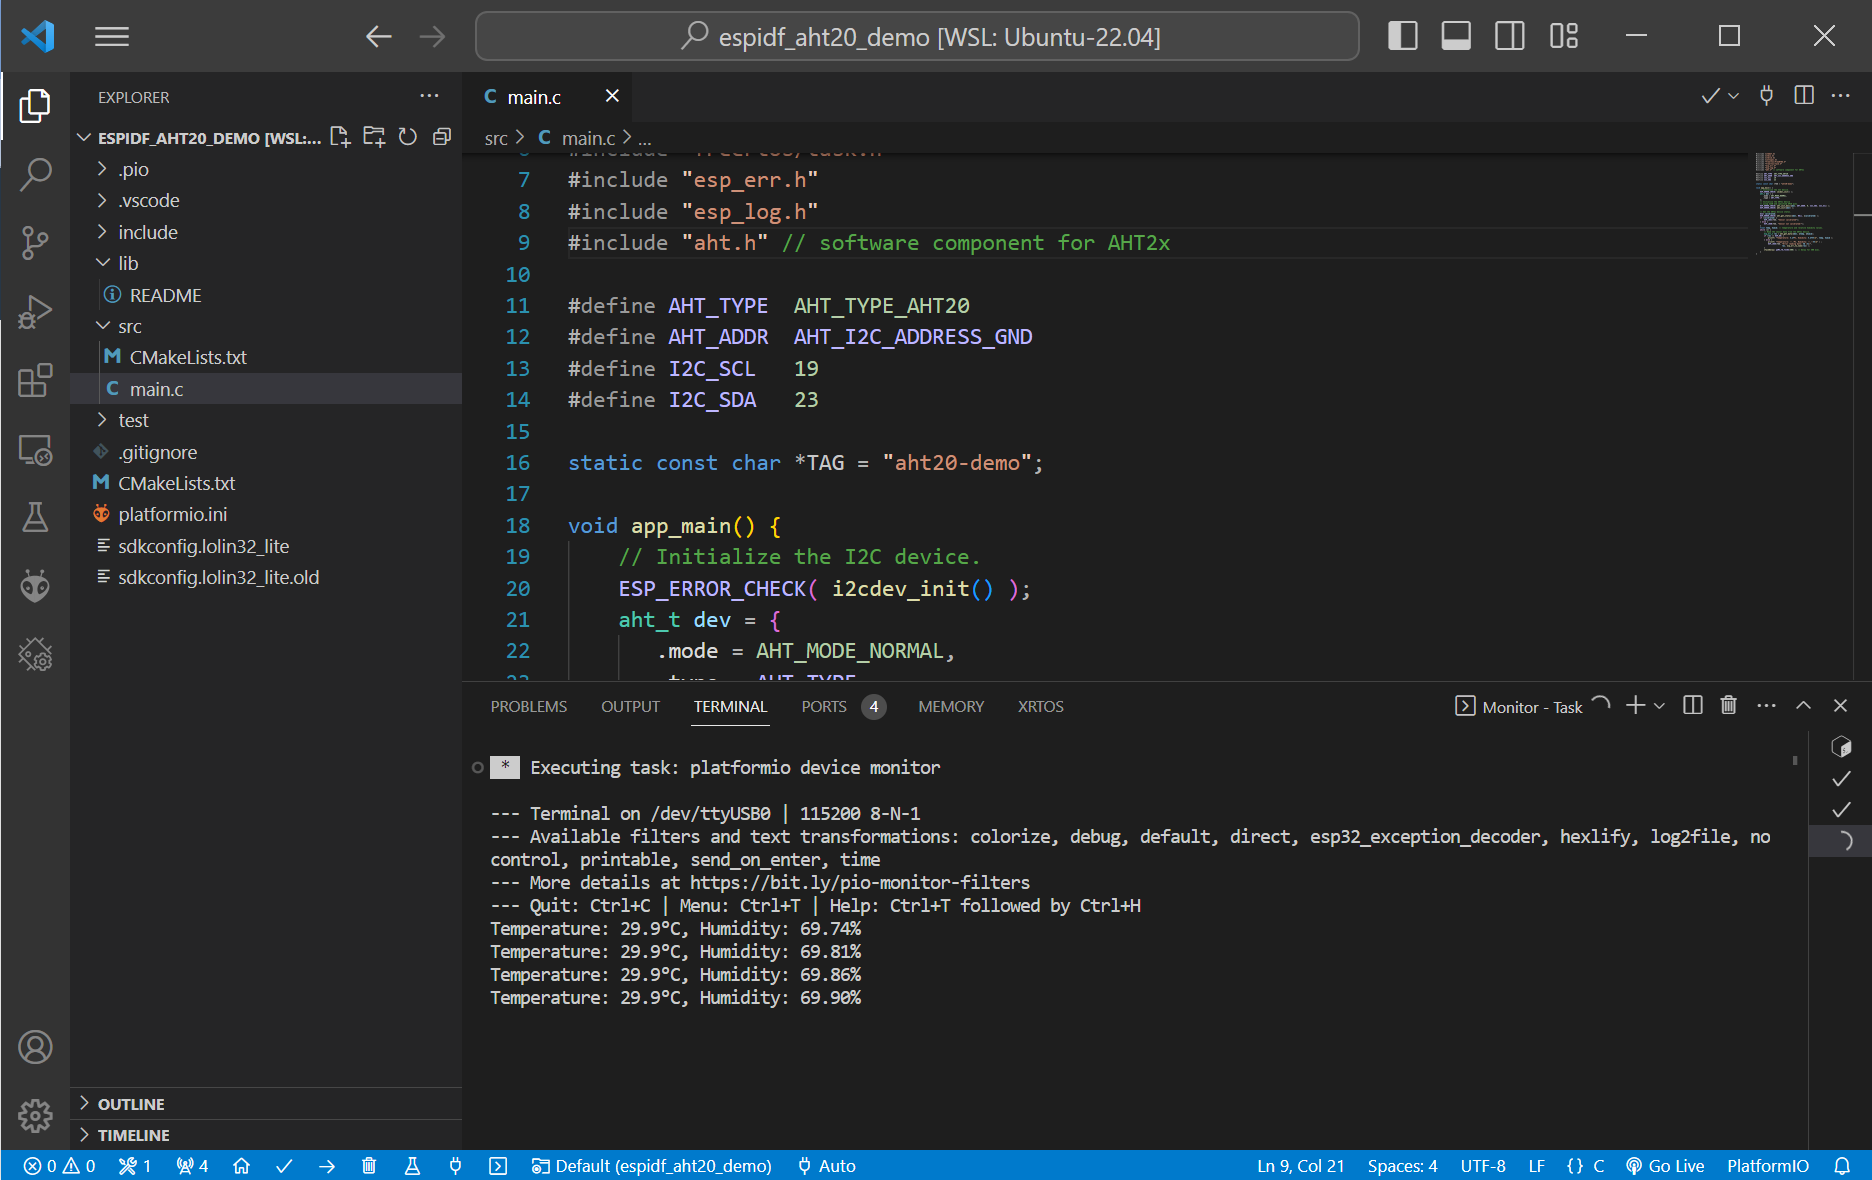 espidf_aht20_demo [WSL: Ubuntu-22.04]
EXPLORER
ESPIDF_AHT20_DEMO [WSL:...
.pio
.vscode
include
lib
README
src
CMakeLists.txt
main.c
test
.gitignore
CMakeLists.txt
platformio.ini
sdkconfig.lolin32_lite
sdkconfig.lolin32_lite.old
OUTLINE
TIMELINE
C main.c
src > C main.c > ...
7 #include "esp_err.h"
8 #include "esp_log.h"
9 #include "aht.h" // software component for AHT2x
10
11 #define AHT_TYPE  AHT_TYPE_AHT20
12 #define AHT_ADDR  AHT_I2C_ADDRESS_GND
13 #define I2C_SCL   19
14 #define I2C_SDA   23
15
16 static const char *TAG = "aht20-demo";
17
18 void app_main() {
19     // Initialize the I2C device.
20     ESP_ERROR_CHECK( i2cdev_init() );
21     aht_t dev = {
22        .mode = AHT_MODE_NORMAL,
PROBLEMS OUTPUT TERMINAL PORTS 4 MEMORY XRTOS
Monitor - Task
* Executing task: platformio device monitor
--- Terminal on /dev/ttyUSB0 | 115200 8-N-1
--- Available filters and text transformations: colorize, debug, default, direct, esp32_exception_decoder, hexlify, log2file, no
control, printable, send_on_enter, time
--- More details at https://bit.ly/pio-monitor-filters
--- Quit: Ctrl+C | Menu: Ctrl+T | Help: Ctrl+T followed by Ctrl+H
Temperature: 29.9°C, Humidity: 69.74%
Temperature: 29.9°C, Humidity: 69.81%
Temperature: 29.9°C, Humidity: 69.86%
Temperature: 29.9°C, Humidity: 69.90%
0 0 1 4 Default (espidf_aht20_demo) Auto Ln 9, Col 21 Spaces: 4 UTF-8 LF {} C Go Live PlatformIO